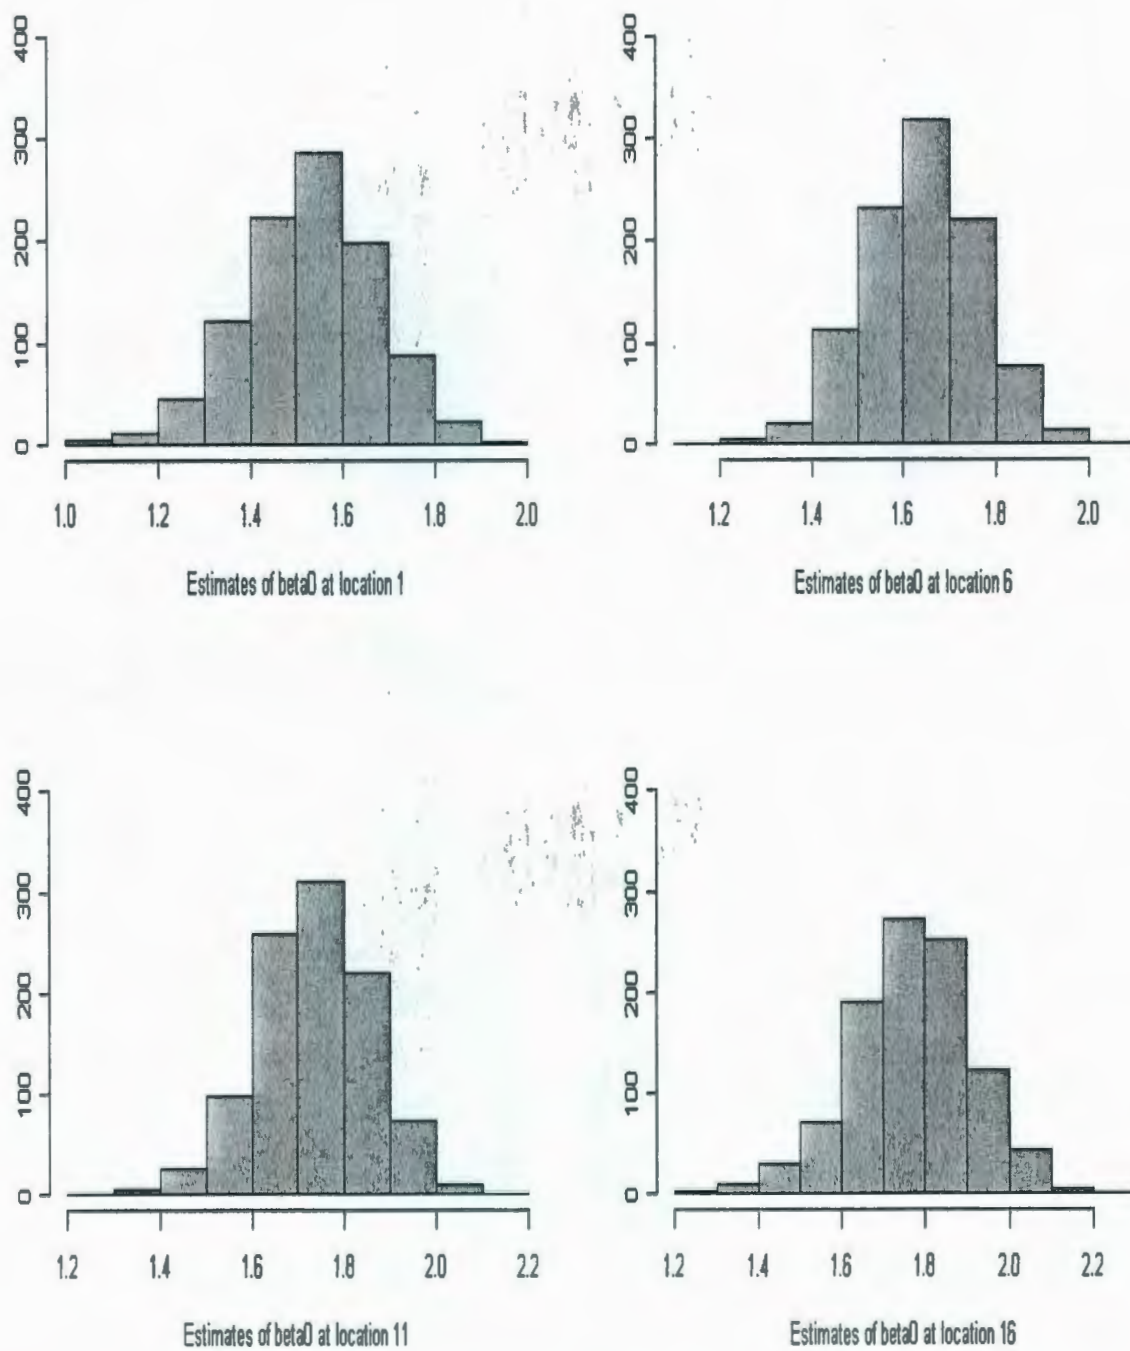 400
300
200
100
0
1.0 1.2 1.4 1.6 1.8 2.0
Estimates of beta0 at location 1
400
300
200
100
0
1.2 1.4 1.6 1.8 2.0
Estimates of beta0 at location 6
400
300
200
100
0
1.2 1.4 1.6 1.8 2.0 2.2
Estimates of beta0 at location 11
400
300
200
100
0
1.2 1.4 1.6 1.8 2.0 2.2
Estimates of beta0 at location 16